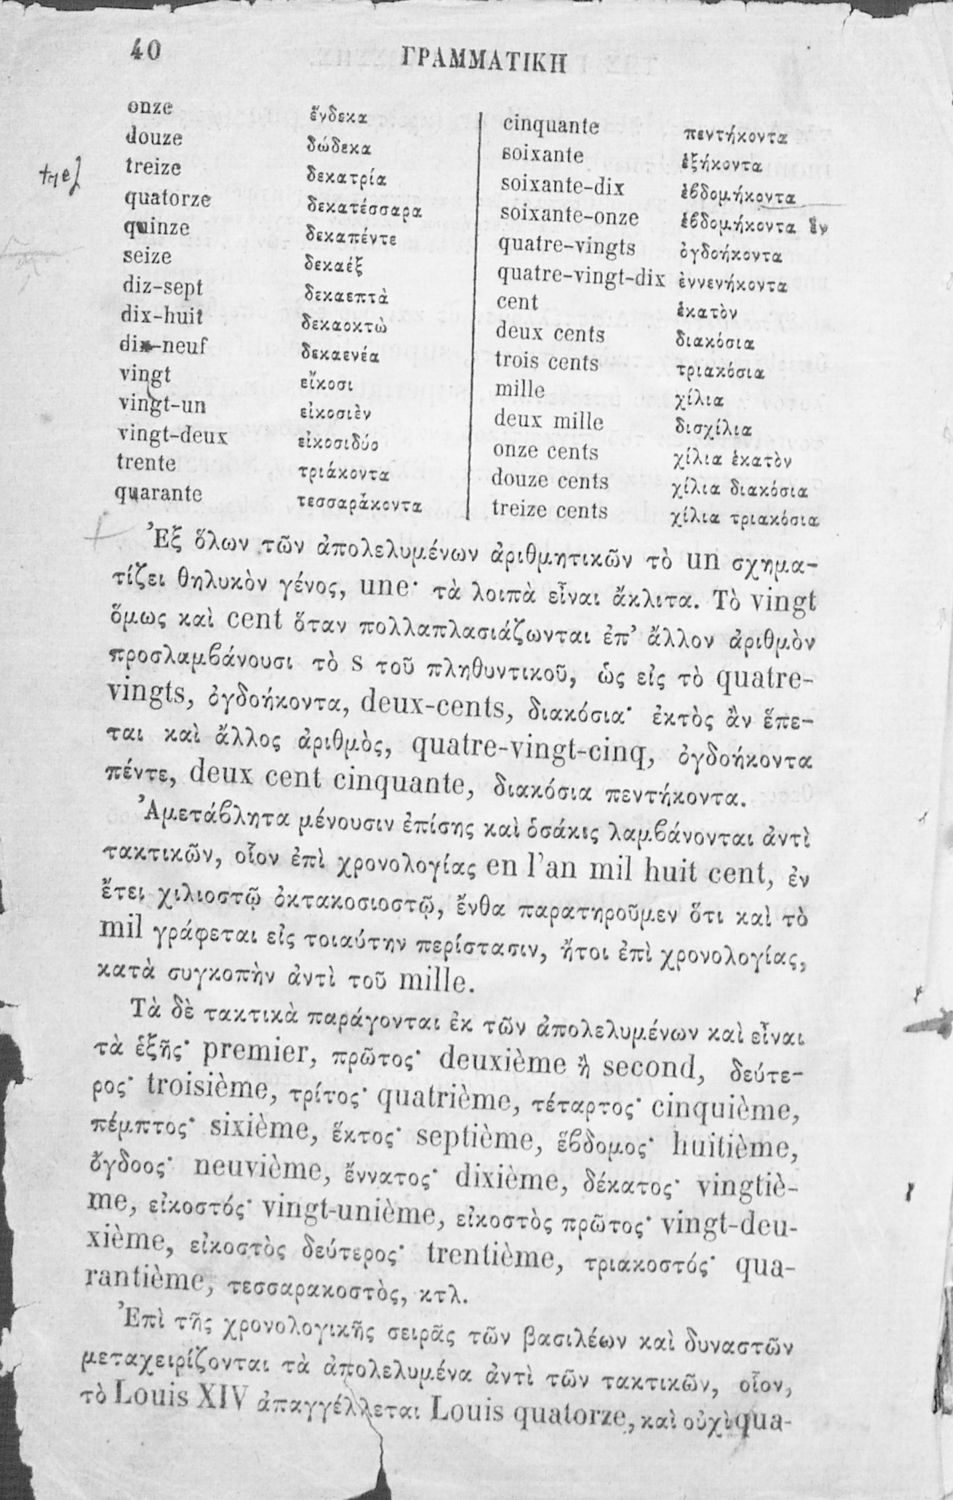 40
ΓΡΑΜΜΑΤΙΚΗ
onze ἕνδεκα
douze δώδεκα
treize δεκατρία
quatorze δεκατέσσαρα
quinze δεκαπέντε
seize δεκαέξ
diz-sept δεκαεπτὰ
dix-huit δεκαοκτὼ
dix-neuf δεκαενέα
vingt εἴκοσι
vingt-un εἰκοσιὲν
vingt-deux εἰκοσιδύο
trente τριάκοντα
quarante τεσσαράκοντα
cinquante πεντήκοντα
soixante ἑξήκοντα
soixante-dix ἑβδομήκοντα
soixante-onze ἑβδομήκοντα ἓν
quatre-vingts ὀγδοήκοντα
quatre-vingt-dix ἐννενήκοντα
cent ἑκατὸν
deux cents διακόσια
trois cents τριακόσια
mille χίλια
deux mille δισχίλια
onze cents χίλια ἑκατὸν
douze cents χίλια διακόσια
treize cents χίλια τριακόσια
Ἐξ ὅλων τῶν ἀπολελυμένων ἀριθμητικῶν τὸ un σχημα-
τίζει θηλυκὸν γένος, une· τὰ λοιπὰ εἶναι ἄκλιτα. Τὸ vingt
ὅμως καὶ cent ὅταν πολλαπλασιάζωνται ἐπ’ ἄλλον ἀριθμὸν
προσλαμβάνουσι τὸ s τοῦ πληθυντικοῦ, ὡς εἰς τὸ quatre-
vingts, ὀγδοήκοντα, deux-cents, διακόσια· ἐκτὸς ἂν ἕπε-
ται καὶ ἄλλος ἀριθμὸς, quatre-vingt-cinq, ὀγδοήκοντα
πέντε, deux cent cinquante, διακόσια πεντήκοντα.
Ἀμετάβλητα μένουσιν ἐπίσης καὶ ὁσάκις λαμβάνονται ἀντὶ
τακτικῶν, οἷον ἐπὶ χρονολογίας en l’an mil huit cent, ἐν
ἔτει χιλιοστῷ ὀκτακοσιοστῷ, ἔνθα παρατηροῦμεν ὅτι καὶ τὸ
mil γράφεται εἰς τοιαύτην περίστασιν, ἤτοι ἐπὶ χρονολογίας,
κατὰ συγκοπὴν ἀντὶ τοῦ mille.
Τὰ δὲ τακτικὰ παράγονται ἐκ τῶν ἀπολελυμένων καὶ εἶναι
τὰ ἑξῆς· premier, πρῶτος· deuxième ἢ second, δεύτε-
ρος· troisième, τρίτος· quatrième, τέταρτος· cinquième,
πέμπτος· sixième, ἕκτος· septième, ἕβδομος· huitième,
ὄγδοος· neuvième, ἔννατος· dixième, δέκατος· vingtiè-
me, εἰκοστός· vingt-unième, εἰκοστὸς πρῶτος· vingt-deu-
xième, εἰκοστὸς δεύτερος· trentième, τριακοστός· qua-
rantième, τεσσαρακοστὸς, κτλ.
Ἐπὶ τῆς χρονολογικῆς σειρᾶς τῶν βασιλέων καὶ δυναστῶν
μεταχειρίζονται τὰ ἀπολελυμένα ἀντὶ τῶν τακτικῶν, οἷον,
τὸ Louis XIV ἀπαγγέλλεται Louis quatorze, καὶ οὐχὶ qua-